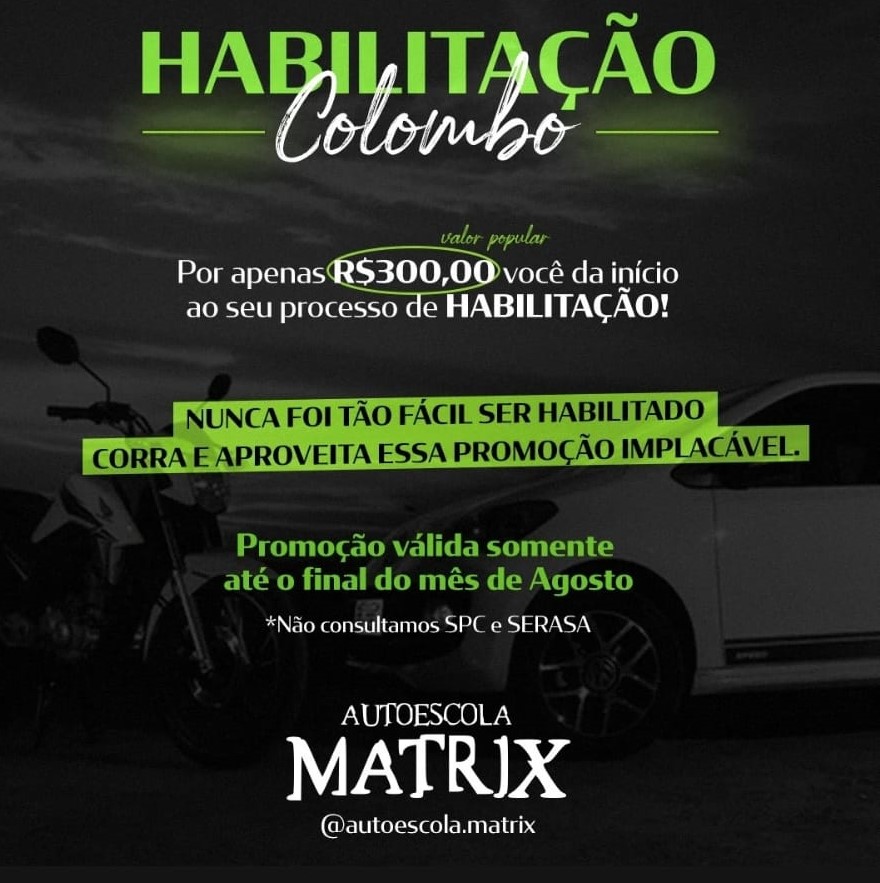 HABILITAÇÃO
Colombo
valor popular
Por apenas R$300,00 você da início
ao seu processo de HABILITAÇÃO!
NUNCA FOI TÃO FÁCIL SER HABILITADO
CORRA E APROVEITA ESSA PROMOÇÃO IMPLACÁVEL.
Promoção válida somente
até o final do mês de Agosto
*Não consultamos SPC e SERASA
AUTOESCOLA
MATRIX
@autoescola.matrix